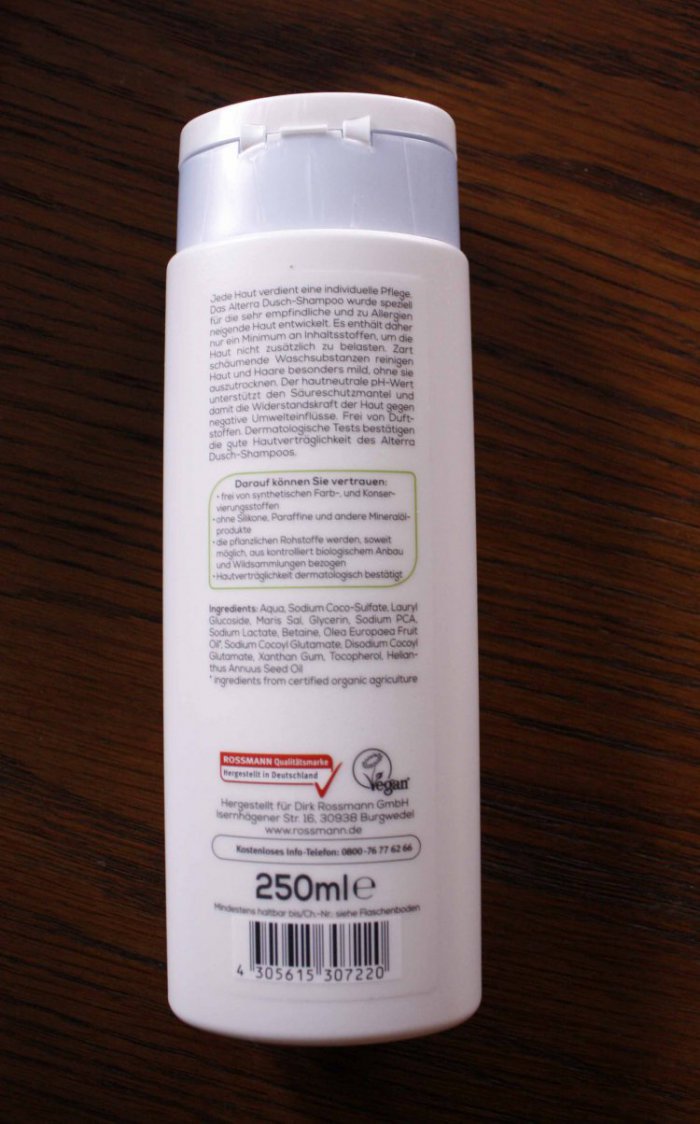 Jede Haut verdient eine individuelle Pflege.
Das Alterra Dusch-Shampoo wurde speziell
für die sehr empfindliche und zu Allergien
neigende Haut entwickelt. Es enthält daher
nur ein Minimum an Inhaltsstoffen, um die
Haut nicht zusätzlich zu belasten. Zart
schäumende Waschsubstanzen reinigen
Haut und Haare besonders mild, ohne sie
auszutrocknen. Der hautneutrale pH-Wert
unterstützt den Säureschutzmantel und
damit die Widerstandskraft der Haut gegen
negative Umwelteinflüsse. Frei von Duft-
stoffen. Dermatologische Tests bestätigen
die gute Hautverträglichkeit des Alterra
Dusch-Shampoos.
Darauf können Sie vertrauen:
• frei von synthetischen Farb-, und Konser-
vierungsstoffen
• ohne Silikone, Paraffine und andere Mineralöl-
produkte
• die pflanzlichen Rohstoffe werden, soweit
möglich, aus kontrolliert biologischem Anbau
und Wildsammlungen bezogen
• Hautverträglichkeit dermatologisch bestätigt
Ingredients: Aqua, Sodium Coco-Sulfate, Lauryl
Glucoside, Maris Sal, Glycerin, Sodium PCA,
Sodium Lactate, Betaine, Olea Europaea Fruit
Oil*, Sodium Cocoyl Glutamate, Disodium Cocoyl
Glutamate, Xanthan Gum, Tocopherol, Helian-
thus Annuus Seed Oil
* ingredients from certified organic agriculture
ROSSMANN Qualitätsmarke
Hergestellt in Deutschland
Vegan
Hergestellt für Dirk Rossmann GmbH
Isernhägener Str. 16, 30938 Burgwedel
www.rossmann.de
Kostenloses Info-Telefon: 0800-76 77 62 66
250ml℮
Mindestens haltbar bis/Ch.-Nr.: siehe Flaschenboden
4 305615 307220